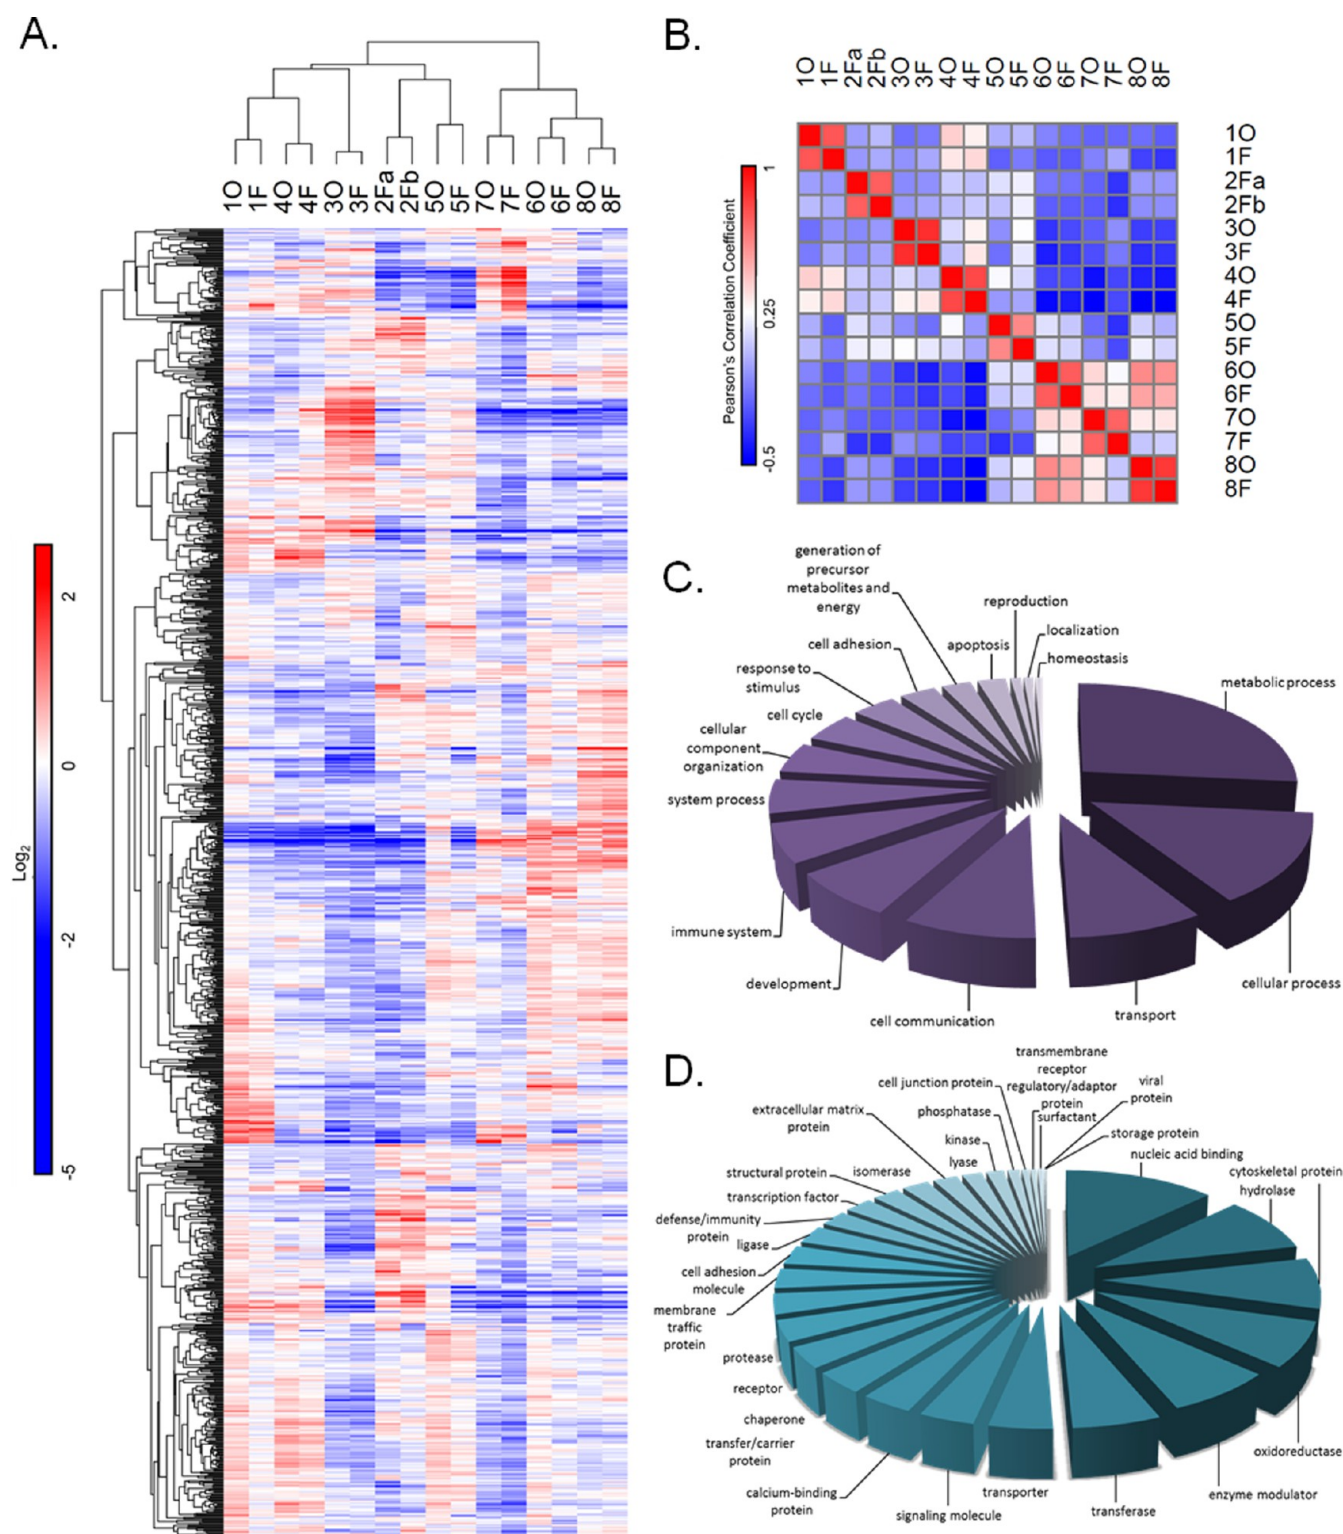 A.
1O
1F
4O
4F
3O
3F
2Fa
2Fb
5O
5F
7O
7F
6O
6F
8O
8F
2
0
-2
-5
Log2
B.
1O
1F
2Fa
2Fb
3O
3F
4O
4F
5O
5F
6O
6F
7O
7F
8O
8F
1
0.25
-0.5
Pearson's Correlation Coefficient
1O
1F
2Fa
2Fb
3O
3F
4O
4F
5O
5F
6O
6F
7O
7F
8O
8F
C.
generation of
precursor
metabolites and
energy
reproduction
localization
homeostasis
apoptosis
cell adhesion
response to
stimulus
cell cycle
cellular
component
organization
system process
immune system
development
cell communication
transport
cellular process
metabolic process
D.
transmembrane
receptor
regulatory/adaptor
protein
surfactant
viral
protein
storage protein
nucleic acid binding
cytoskeletal protein
hydrolase
cell junction protein
phosphatase
extracellular matrix
protein
kinase
lyase
isomerase
structural protein
transcription factor
defense/immunity
protein
ligase
cell adhesion
molecule
membrane
traffic
protein
protease
receptor
chaperone
transfer/carrier
protein
calcium-binding
protein
signaling molecule
transporter
transferase
enzyme modulator
oxidoreductase